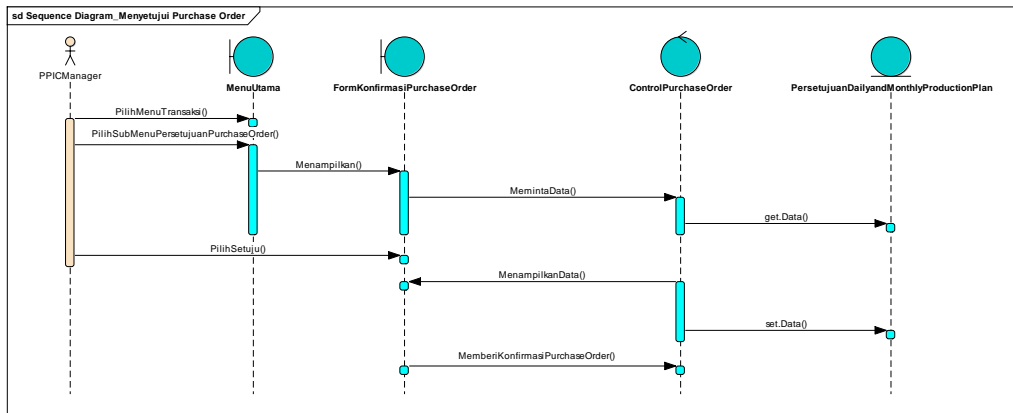 sd Sequence Diagram_Menyetujui Purchase Order
PPICManager
MenuUtama
FormKonfirmasiPurchaseOrder
ControlPurchaseOrder
PersetujuanDailyandMonthlyProductionPlan
PilihMenuTransaksi()
PilihSubMenuPersetujuanPurchaseOrder()
Menampilkan()
MemintaData()
get.Data()
PilihSetuju()
MenampilkanData()
set.Data()
MemberiKonfirmasiPurchaseOrder()